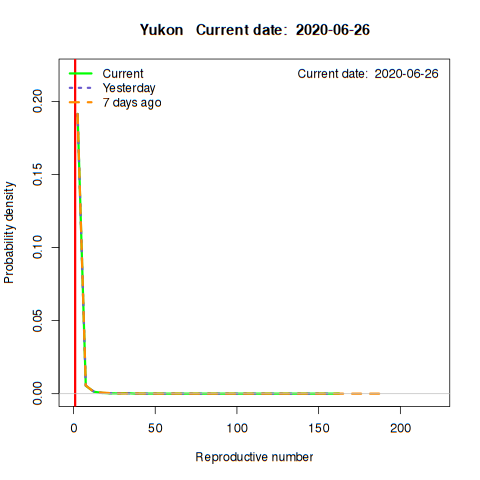 Yukon   Current date:  2020-06-26
Current
Yesterday
7 days ago
Current date:  2020-06-26
Probability density
0.20
0.15
0.10
0.05
0.00
0
50
100
150
200
Reproductive number